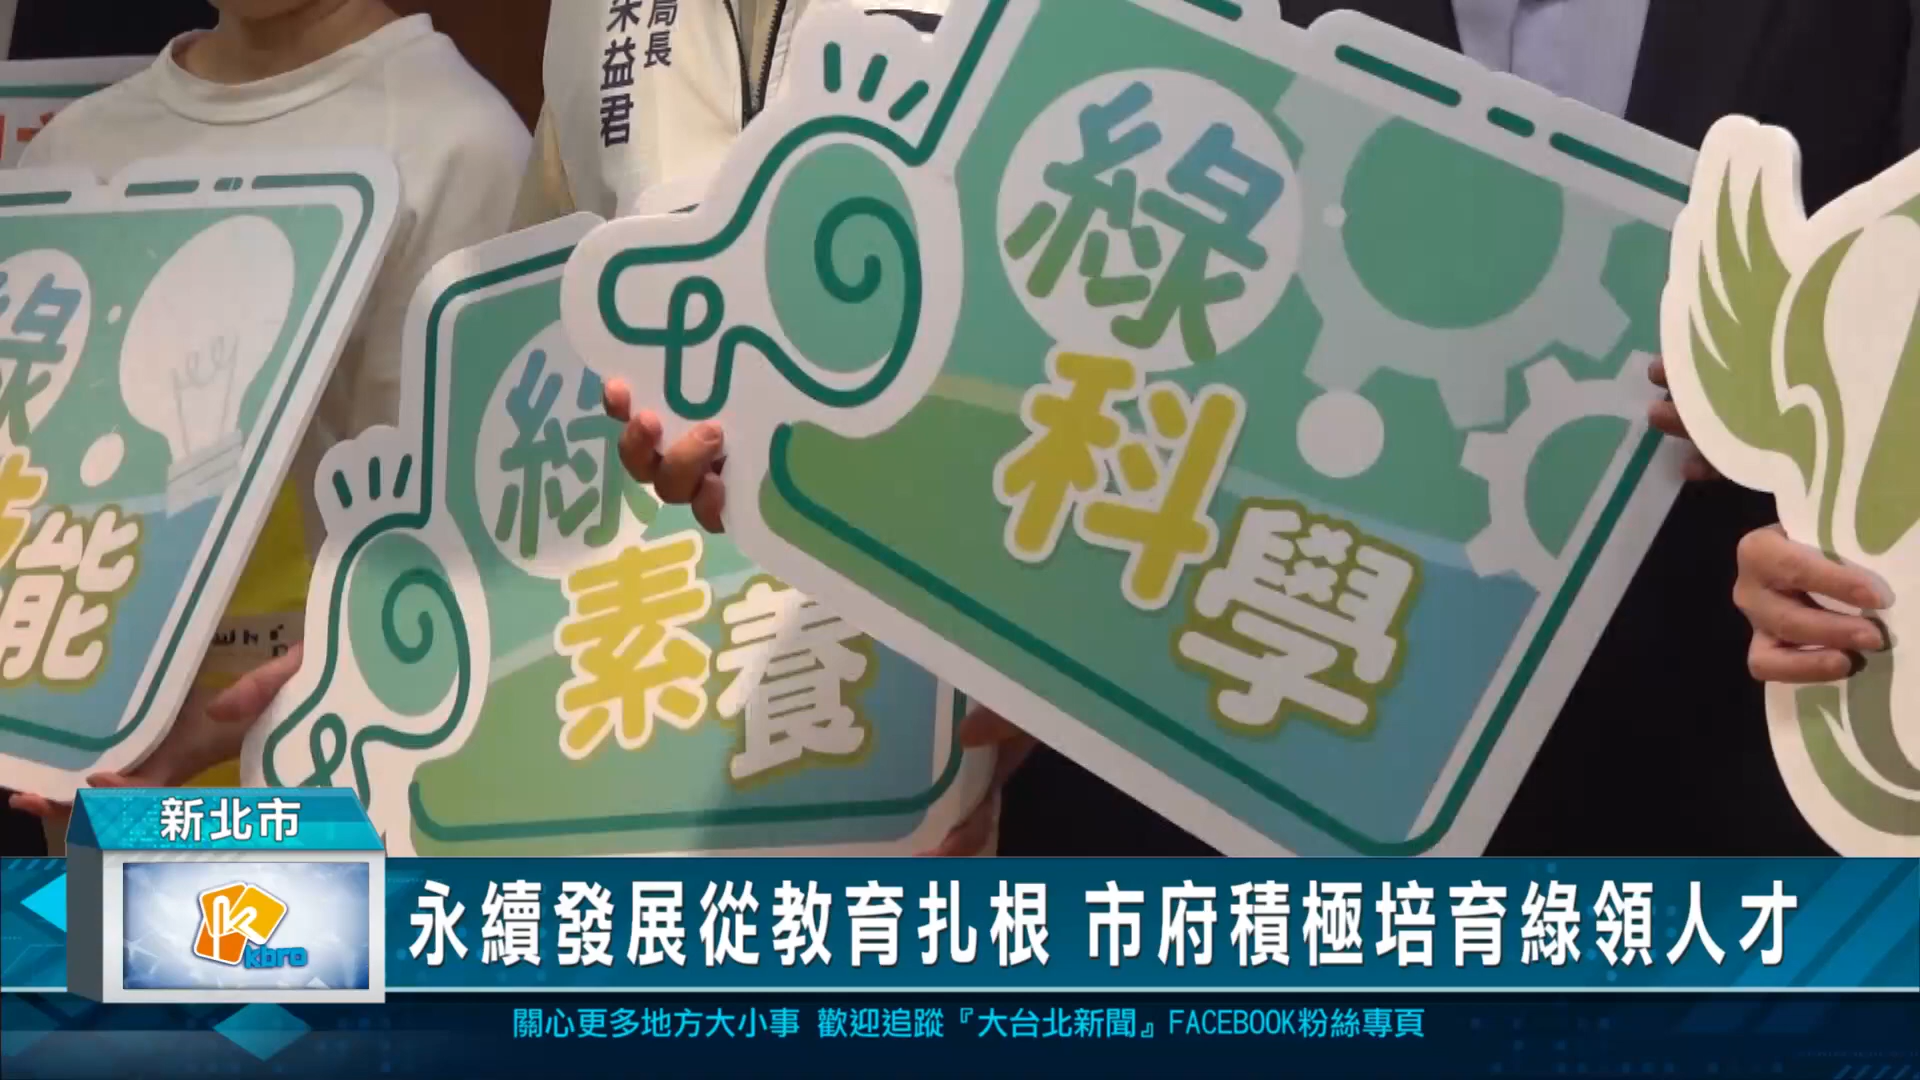 局長
朱益君
綠
科學
綠
素養
綠
能
新北市
kbro
永續發展從教育扎根 市府積極培育綠領人才
關心更多地方大小事 歡迎追蹤『大台北新聞』FACEBOOK粉絲專頁